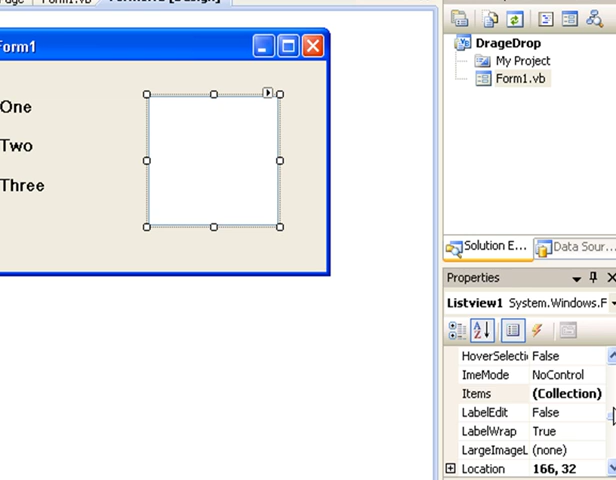 Form1.vb
Form1
One
Two
Three
DrageDrop
My Project
Form1.vb
Solution E... Data Sour...
Properties
Listview1 System.Windows.F
HoverSelecti False
ImeMode NoControl
Items (Collection)
LabelEdit False
LabelWrap True
LargeImageL (none)
Location 166, 32